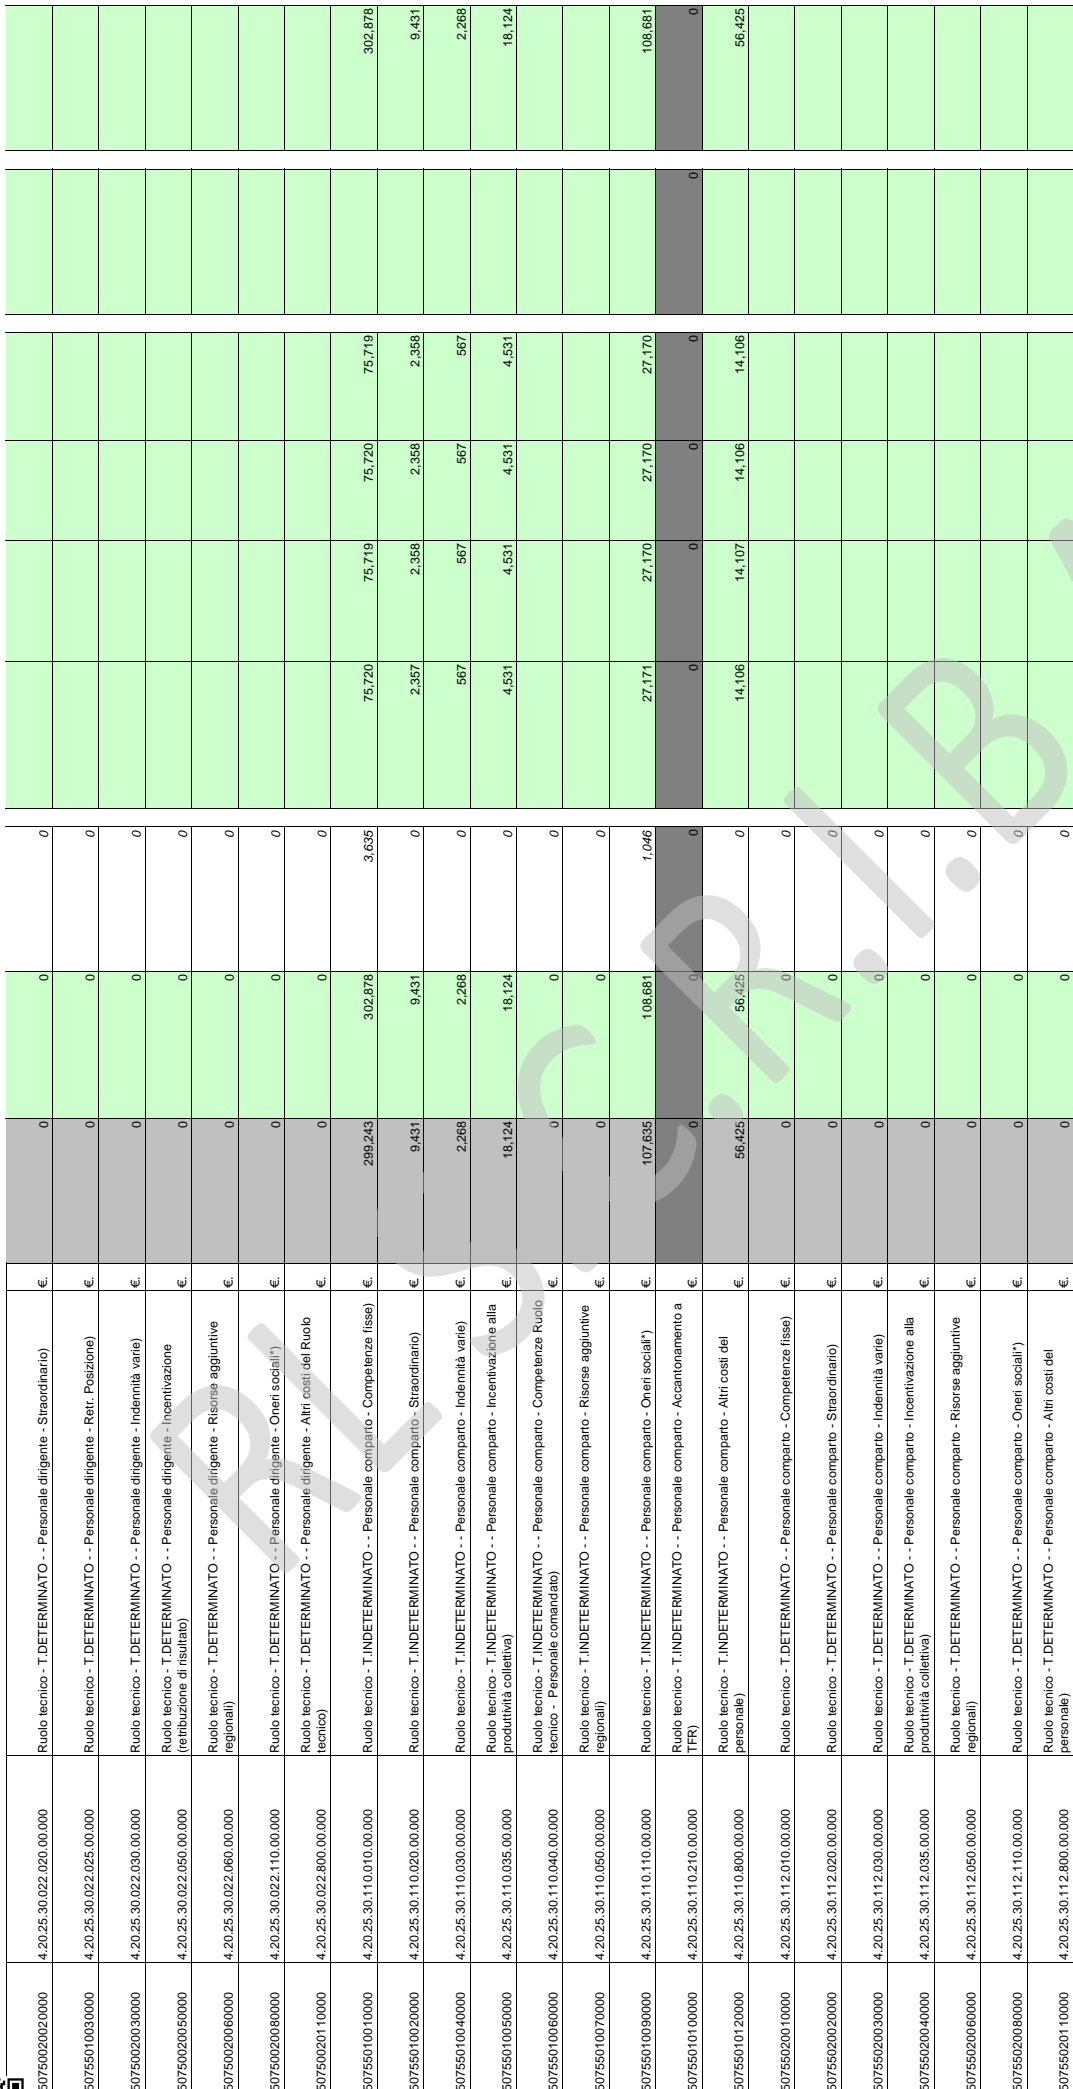 60750020020000 4.20.25.30.022.020.00.000 Ruolo tecnico - T.DETERMINATO - - Personale dirigente - Straordinario) €. 0 0 0
60755010030000 4.20.25.30.022.025.00.000 Ruolo tecnico - T.DETERMINATO - - Personale dirigente - Retr. Posizione) €. 0 0 0
60750020030000 4.20.25.30.022.030.00.000 Ruolo tecnico - T.DETERMINATO - - Personale dirigente - Indennità varie) €. 0 0 0
60750020050000 4.20.25.30.022.050.00.000 Ruolo tecnico - T.DETERMINATO - - Personale dirigente - Incentivazione
(retribuzione di risultato) €. 0 0 0
60750020060000 4.20.25.30.022.060.00.000 Ruolo tecnico - T.DETERMINATO - - Personale dirigente - Risorse aggiuntive
regionali) €. 0 0 0
60750020080000 4.20.25.30.022.110.00.000 Ruolo tecnico - T.DETERMINATO - - Personale dirigente - Oneri sociali*) €. 0 0 0
60750020110000 4.20.25.30.022.800.00.000 Ruolo tecnico - T.DETERMINATO - - Personale dirigente - Altri costi del Ruolo
tecnico) €. 0 0 0
60755010010000 4.20.25.30.110.010.00.000 Ruolo tecnico - T.INDETERMINATO - - Personale comparto - Competenze fisse) €. 299,243 302,878 3,635 75,720 75,719 75,720 75,719 302,878
60755010020000 4.20.25.30.110.020.00.000 Ruolo tecnico - T.INDETERMINATO - - Personale comparto - Straordinario) €. 9,431 9,431 0 2,357 2,358 2,358 2,358 9,431
60755010040000 4.20.25.30.110.030.00.000 Ruolo tecnico - T.INDETERMINATO - - Personale comparto - Indennità varie) €. 2,268 2,268 0 567 567 567 567 2,268
60755010050000 4.20.25.30.110.035.00.000 Ruolo tecnico - T.INDETERMINATO - - Personale comparto - Incentivazione alla
produttività collettiva) €. 18,124 18,124 0 4,531 4,531 4,531 4,531 18,124
60755010060000 4.20.25.30.110.040.00.000 Ruolo tecnico - T.INDETERMINATO - - Personale comparto - Competenze Ruolo
tecnico - Personale comandato) €. 0 0 0
60755010070000 4.20.25.30.110.050.00.000 Ruolo tecnico - T.INDETERMINATO - - Personale comparto - Risorse aggiuntive
regionali) €. 0 0 0
60755010090000 4.20.25.30.110.110.00.000 Ruolo tecnico - T.INDETERMINATO - - Personale comparto - Oneri sociali*) €. 107,635 108,681 1,046 27,171 27,170 27,170 27,170 108,681
60755010100000 4.20.25.30.110.210.00.000 Ruolo tecnico - T.INDETERMINATO - - Personale comparto - Accantonamento a
TFR) €. 0 0 0 0 0 0 0 0 0
60755010120000 4.20.25.30.110.800.00.000 Ruolo tecnico - T.INDETERMINATO - - Personale comparto - Altri costi del
personale) €. 56,425 56,425 0 14,106 14,107 14,106 14,106 56,425
60755020010000 4.20.25.30.112.010.00.000 Ruolo tecnico - T.DETERMINATO - - Personale comparto - Competenze fisse) €. 0 0 0
60755020020000 4.20.25.30.112.020.00.000 Ruolo tecnico - T.DETERMINATO - - Personale comparto - Straordinario) €. 0 0 0
60755020030000 4.20.25.30.112.030.00.000 Ruolo tecnico - T.DETERMINATO - - Personale comparto - Indennità varie) €. 0 0 0
60755020040000 4.20.25.30.112.035.00.000 Ruolo tecnico - T.DETERMINATO - - Personale comparto - Incentivazione alla
produttività collettiva) €. 0 0 0
60755020060000 4.20.25.30.112.050.00.000 Ruolo tecnico - T.DETERMINATO - - Personale comparto - Risorse aggiuntive
regionali) €. 0 0 0
60755020080000 4.20.25.30.112.110.00.000 Ruolo tecnico - T.DETERMINATO - - Personale comparto - Oneri sociali*) €. 0 0 0
60755020110000 4.20.25.30.112.800.00.000 Ruolo tecnico - T.DETERMINATO - - Personale comparto - Altri costi del
personale) €. 0 0 0
RL S.C.R.I.B.A